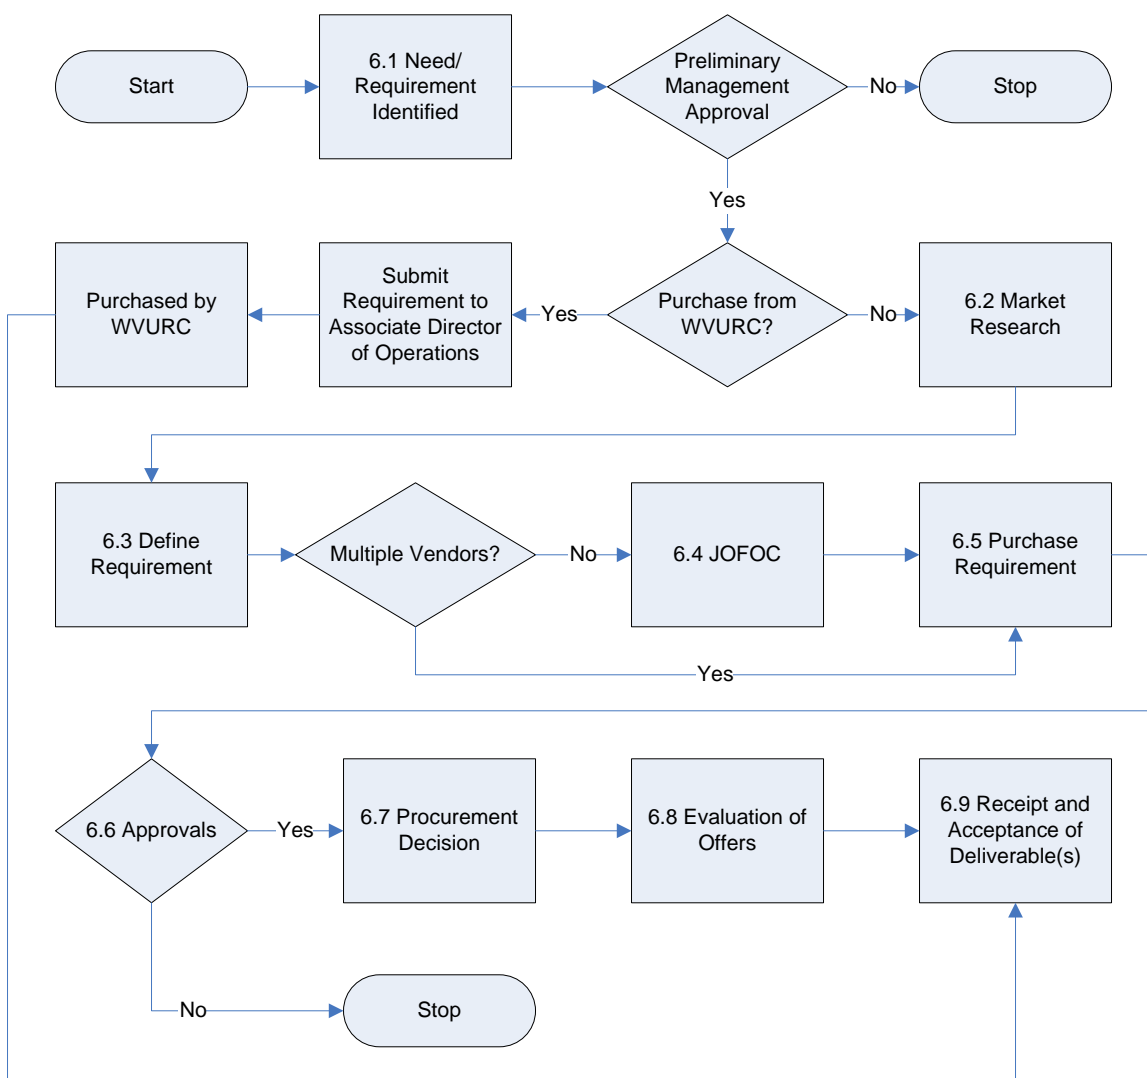 Start
6.1 Need/
Requirement
Identified
Preliminary
Management
Approval
No
Stop
Yes
Purchased by
WVURC
Submit
Requirement to
Associate Director
of Operations
Yes
Purchase from
WVURC?
No
6.2 Market
Research
6.3 Define
Requirement
Multiple Vendors?
No
6.4 JOFOC
6.5 Purchase
Requirement
Yes
6.6 Approvals
Yes
6.7 Procurement
Decision
6.8 Evaluation of
Offers
6.9 Receipt and
Acceptance of
Deliverable(s)
No
Stop